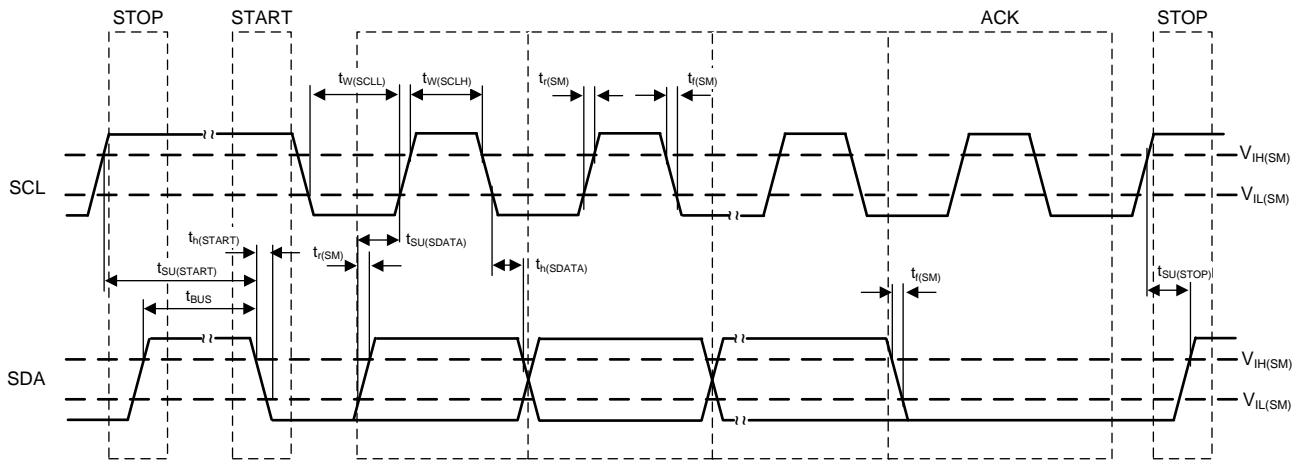 STOP START ACK STOP
tW(SCLL) tW(SCLH) tr(SM) tf(SM)
VIH(SM)
SCL
VIL(SM)
th(START) tr(SM) tSU(SDATA)
tSU(START) th(SDATA) tf(SM) tSU(STOP)
tBUS
VIH(SM)
SDA
VIL(SM)